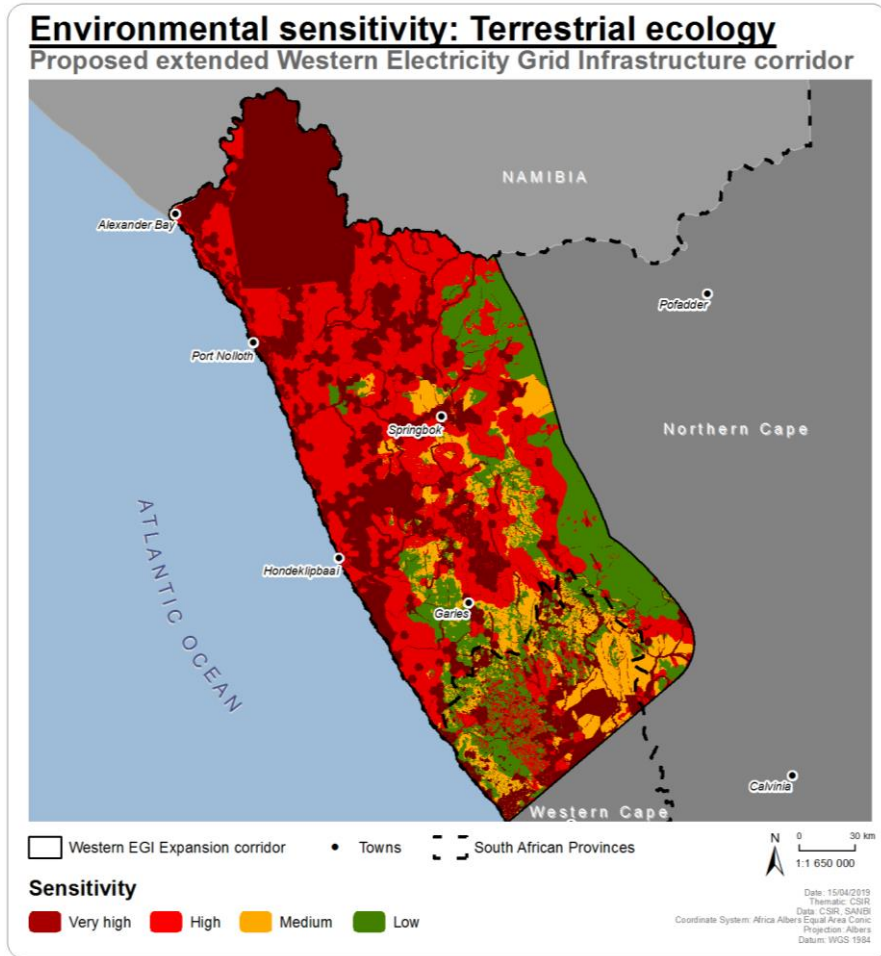 Environmental sensitivity: Terrestrial ecology
Proposed extended Western Electricity Grid Infrastructure corridor
NAMIBIA
Alexander Bay
Pofadder
Port Nolloth
Springbok
Northern Cape
ATLANTIC OCEAN
Hondeklipbaai
Garies
Calvinia
Western Cape
Western EGI Expansion corridor
Towns
South African Provinces
N
0 30 km
1:1 650 000
Sensitivity
Very high
High
Medium
Low
Date: 15/04/2019
Thematic: CSIR
Data: CSIR, SANBI
Coordinate System: Africa Albers Equal Area Conic
Projection: Albers
Datum: WGS 1984